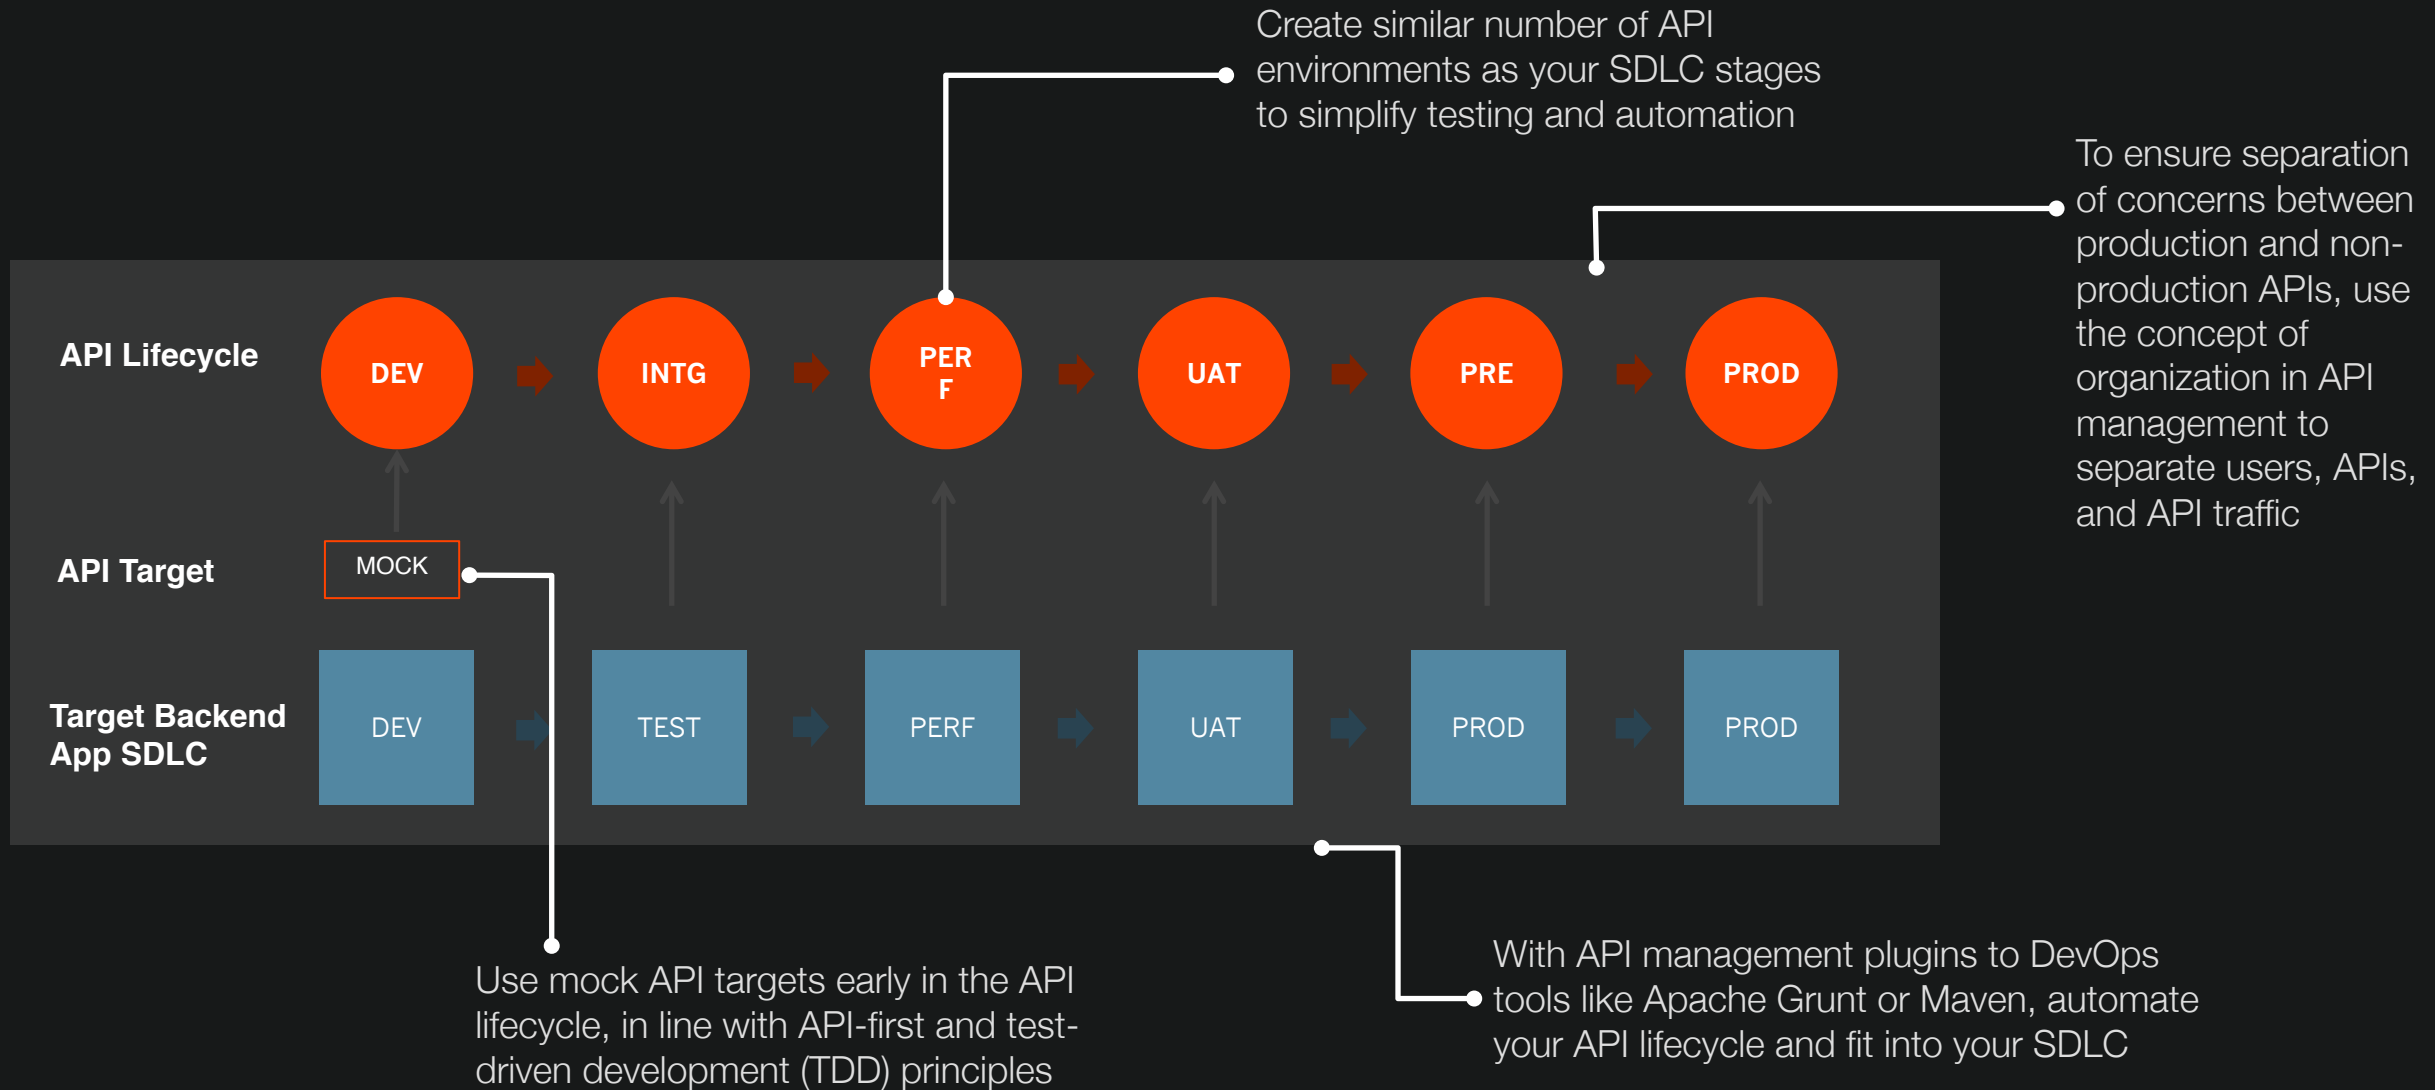 Create similar number of API
environments as your SDLC stages
to simplify testing and automation
To ensure separation
of concerns between
production and non-
production APIs, use
the concept of
organization in API
management to
separate users, APIs,
and API traffic
API Lifecycle
DEV
INTG
PER
F
UAT
PRE
PROD
API Target
MOCK
Target Backend
App SDLC
DEV
TEST
PERF
UAT
PROD
PROD
Use mock API targets early in the API
lifecycle, in line with API-first and test-
driven development (TDD) principles
With API management plugins to DevOps
tools like Apache Grunt or Maven, automate
your API lifecycle and fit into your SDLC